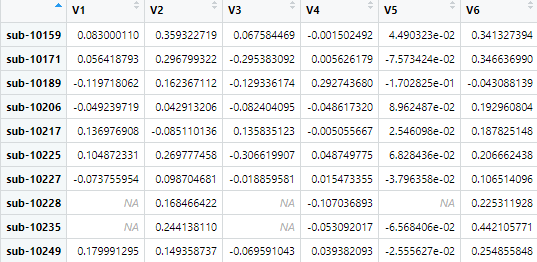 V1 V2 V3 V4 V5 V6
sub-10159 0.083000110 0.359322719 0.067584469 -0.001502492 4.490323e-02 0.341327394
sub-10171 0.056418793 0.296799322 -0.295383092 0.005626179 -7.573424e-02 0.346636990
sub-10189 -0.119718062 0.162367112 -0.129336174 0.292743680 -1.702825e-01 -0.043088139
sub-10206 -0.049239719 0.042913206 -0.082404095 -0.048617320 8.962487e-02 0.192960804
sub-10217 0.136976908 -0.085110136 0.135835123 -0.005055667 2.546098e-02 0.187825148
sub-10225 0.104872331 0.269777458 -0.306619907 0.048749775 6.828436e-02 0.206662438
sub-10227 -0.073755954 0.098704681 -0.018859581 0.015473355 -3.796358e-02 0.106514096
sub-10228 NA 0.168466422 NA -0.107036893 NA 0.225311928
sub-10235 NA 0.244138110 NA -0.053092017 -6.568406e-02 0.442105771
sub-10249 0.179991295 0.149358737 -0.069591043 0.039382093 -2.555627e-02 0.254855848